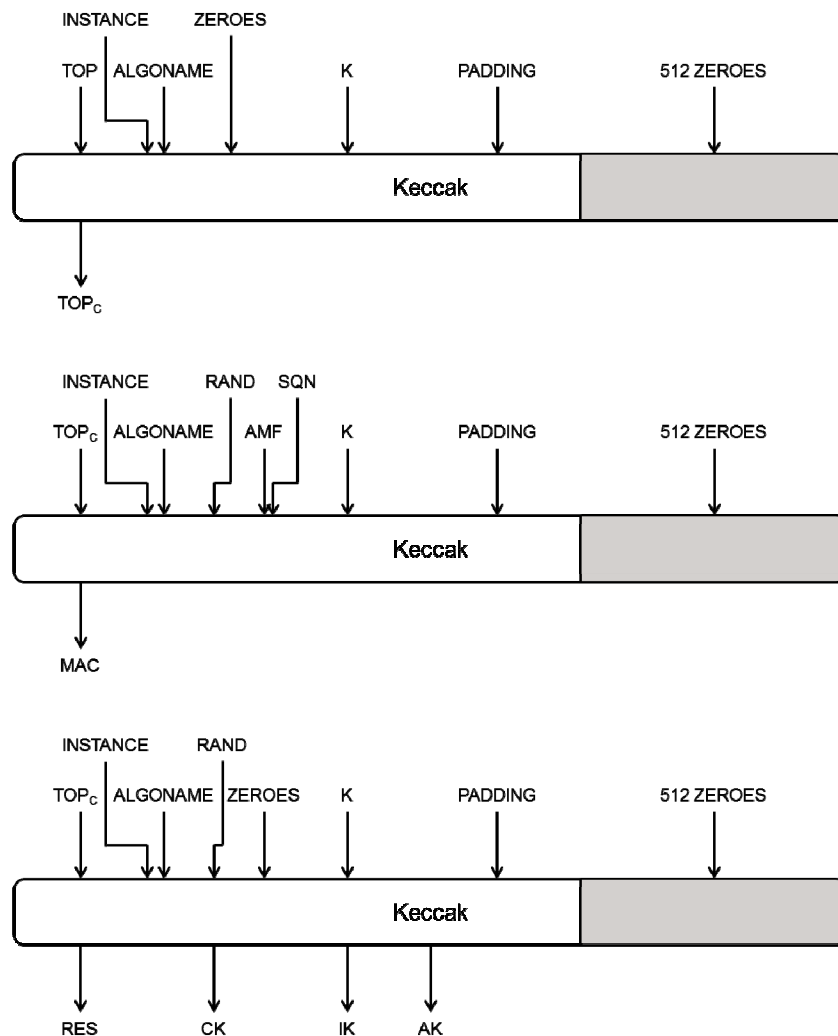 INSTANCE ZEROES
TOP ALGONAME K PADDING 512 ZEROES
Keccak
TOPC
INSTANCE RAND SQN
TOPC ALGONAME AMF K PADDING 512 ZEROES
Keccak
MAC
INSTANCE RAND
TOPC ALGONAME ZEROES K PADDING 512 ZEROES
Keccak
RES CK IK AK